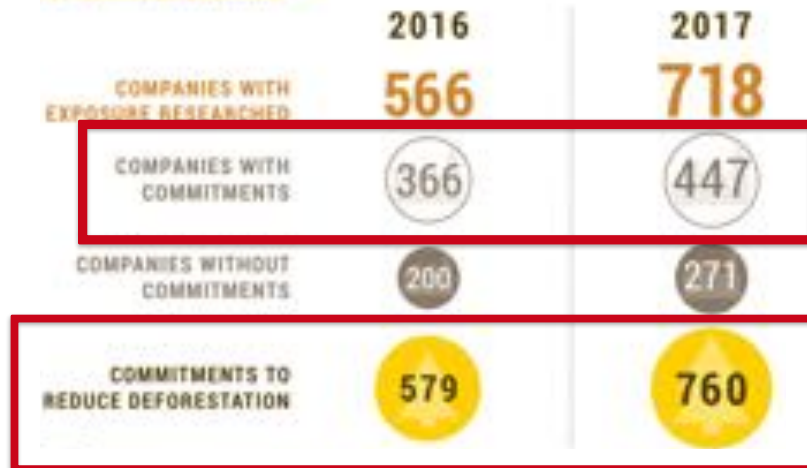 2016 2017
COMPANIES WITH
EXPOSURE RESEARCHED
566 718
COMPANIES WITH
COMMITMENTS
366 447
COMPANIES WITHOUT
COMMITMENTS
200 271
COMMITMENTS TO
REDUCE DEFORESTATION
579 760